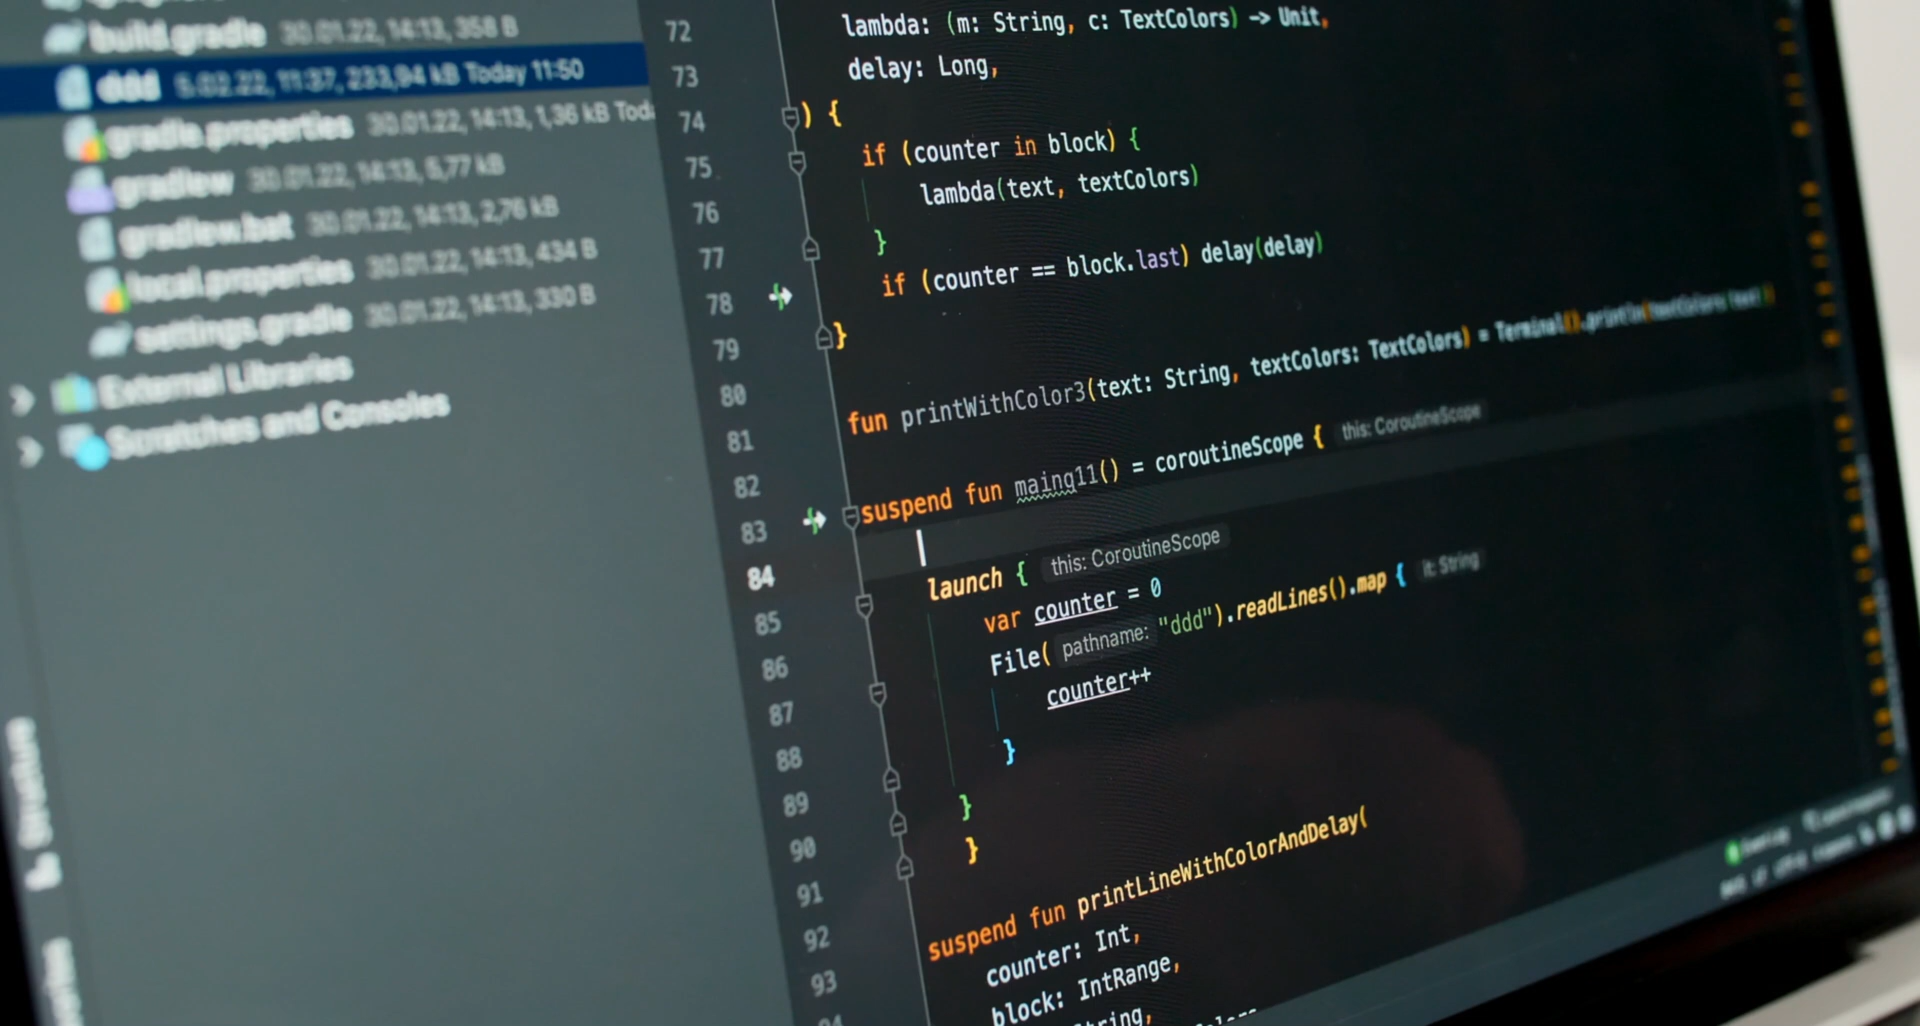 build.gradle 30.01.22, 14:13, 358 B
ddd 5.02.22, 11:37, 233,94 kB Today 11:50
gradle.properties 30.01.22, 14:13, 1,36 kB Tod
gradlew 30.01.22, 14:13, 5,77 kB
gradlew.bat 30.01.22, 14:13, 2,76 kB
local.properties 30.01.22, 14:13, 434 B
settings.gradle 30.01.22, 14:13, 330 B
External Libraries
Scratches and Consoles
Structure
72
73
74
75
76
77
78
79
80
81
82
83
84
85
86
87
88
89
90
91
92
93
94
lambda: (m: String, c: TextColors) -> Unit,
delay: Long,
) {
if (counter in block) {
lambda(text, textColors)
}
if (counter == block.last) delay(delay)
}
fun printWithColor3(text: String, textColors: TextColors) = Terminal().println(textColors(text))
suspend fun maing11() = coroutineScope { this: CoroutineScope
launch { this: CoroutineScope
var counter = 0
File( pathname: "ddd").readLines().map { it: String
counter++
}
}
}
suspend fun printLineWithColorAndDelay(
counter: Int,
block: IntRange,